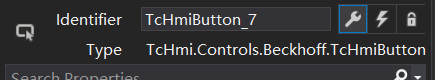 Identifier TcHmiButton_7
Type TcHmi.Controls.Beckhoff.TcHmiButton
Search Properties